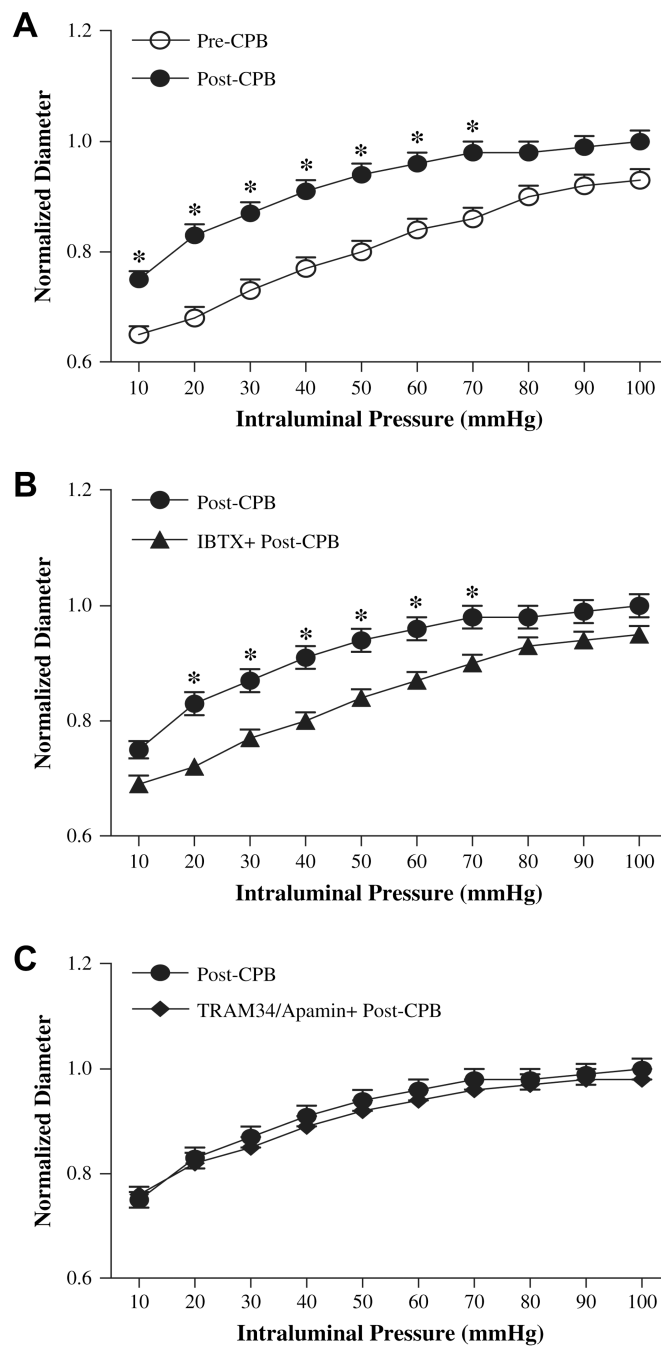 A
Pre-CPB
Post-CPB
Normalized Diameter
1.2
1.0
0.8
0.6
* * * * * * *
10 20 30 40 50 60 70 80 90 100
Intraluminal Pressure (mmHg)
B
Post-CPB
IBTX+ Post-CPB
Normalized Diameter
1.2
1.0
0.8
0.6
* * * * * *
10 20 30 40 50 60 70 80 90 100
Intraluminal Pressure (mmHg)
C
Post-CPB
TRAM34/Apamin+ Post-CPB
Normalized Diameter
1.2
1.0
0.8
0.6
10 20 30 40 50 60 70 80 90 100
Intraluminal Pressure (mmHg)